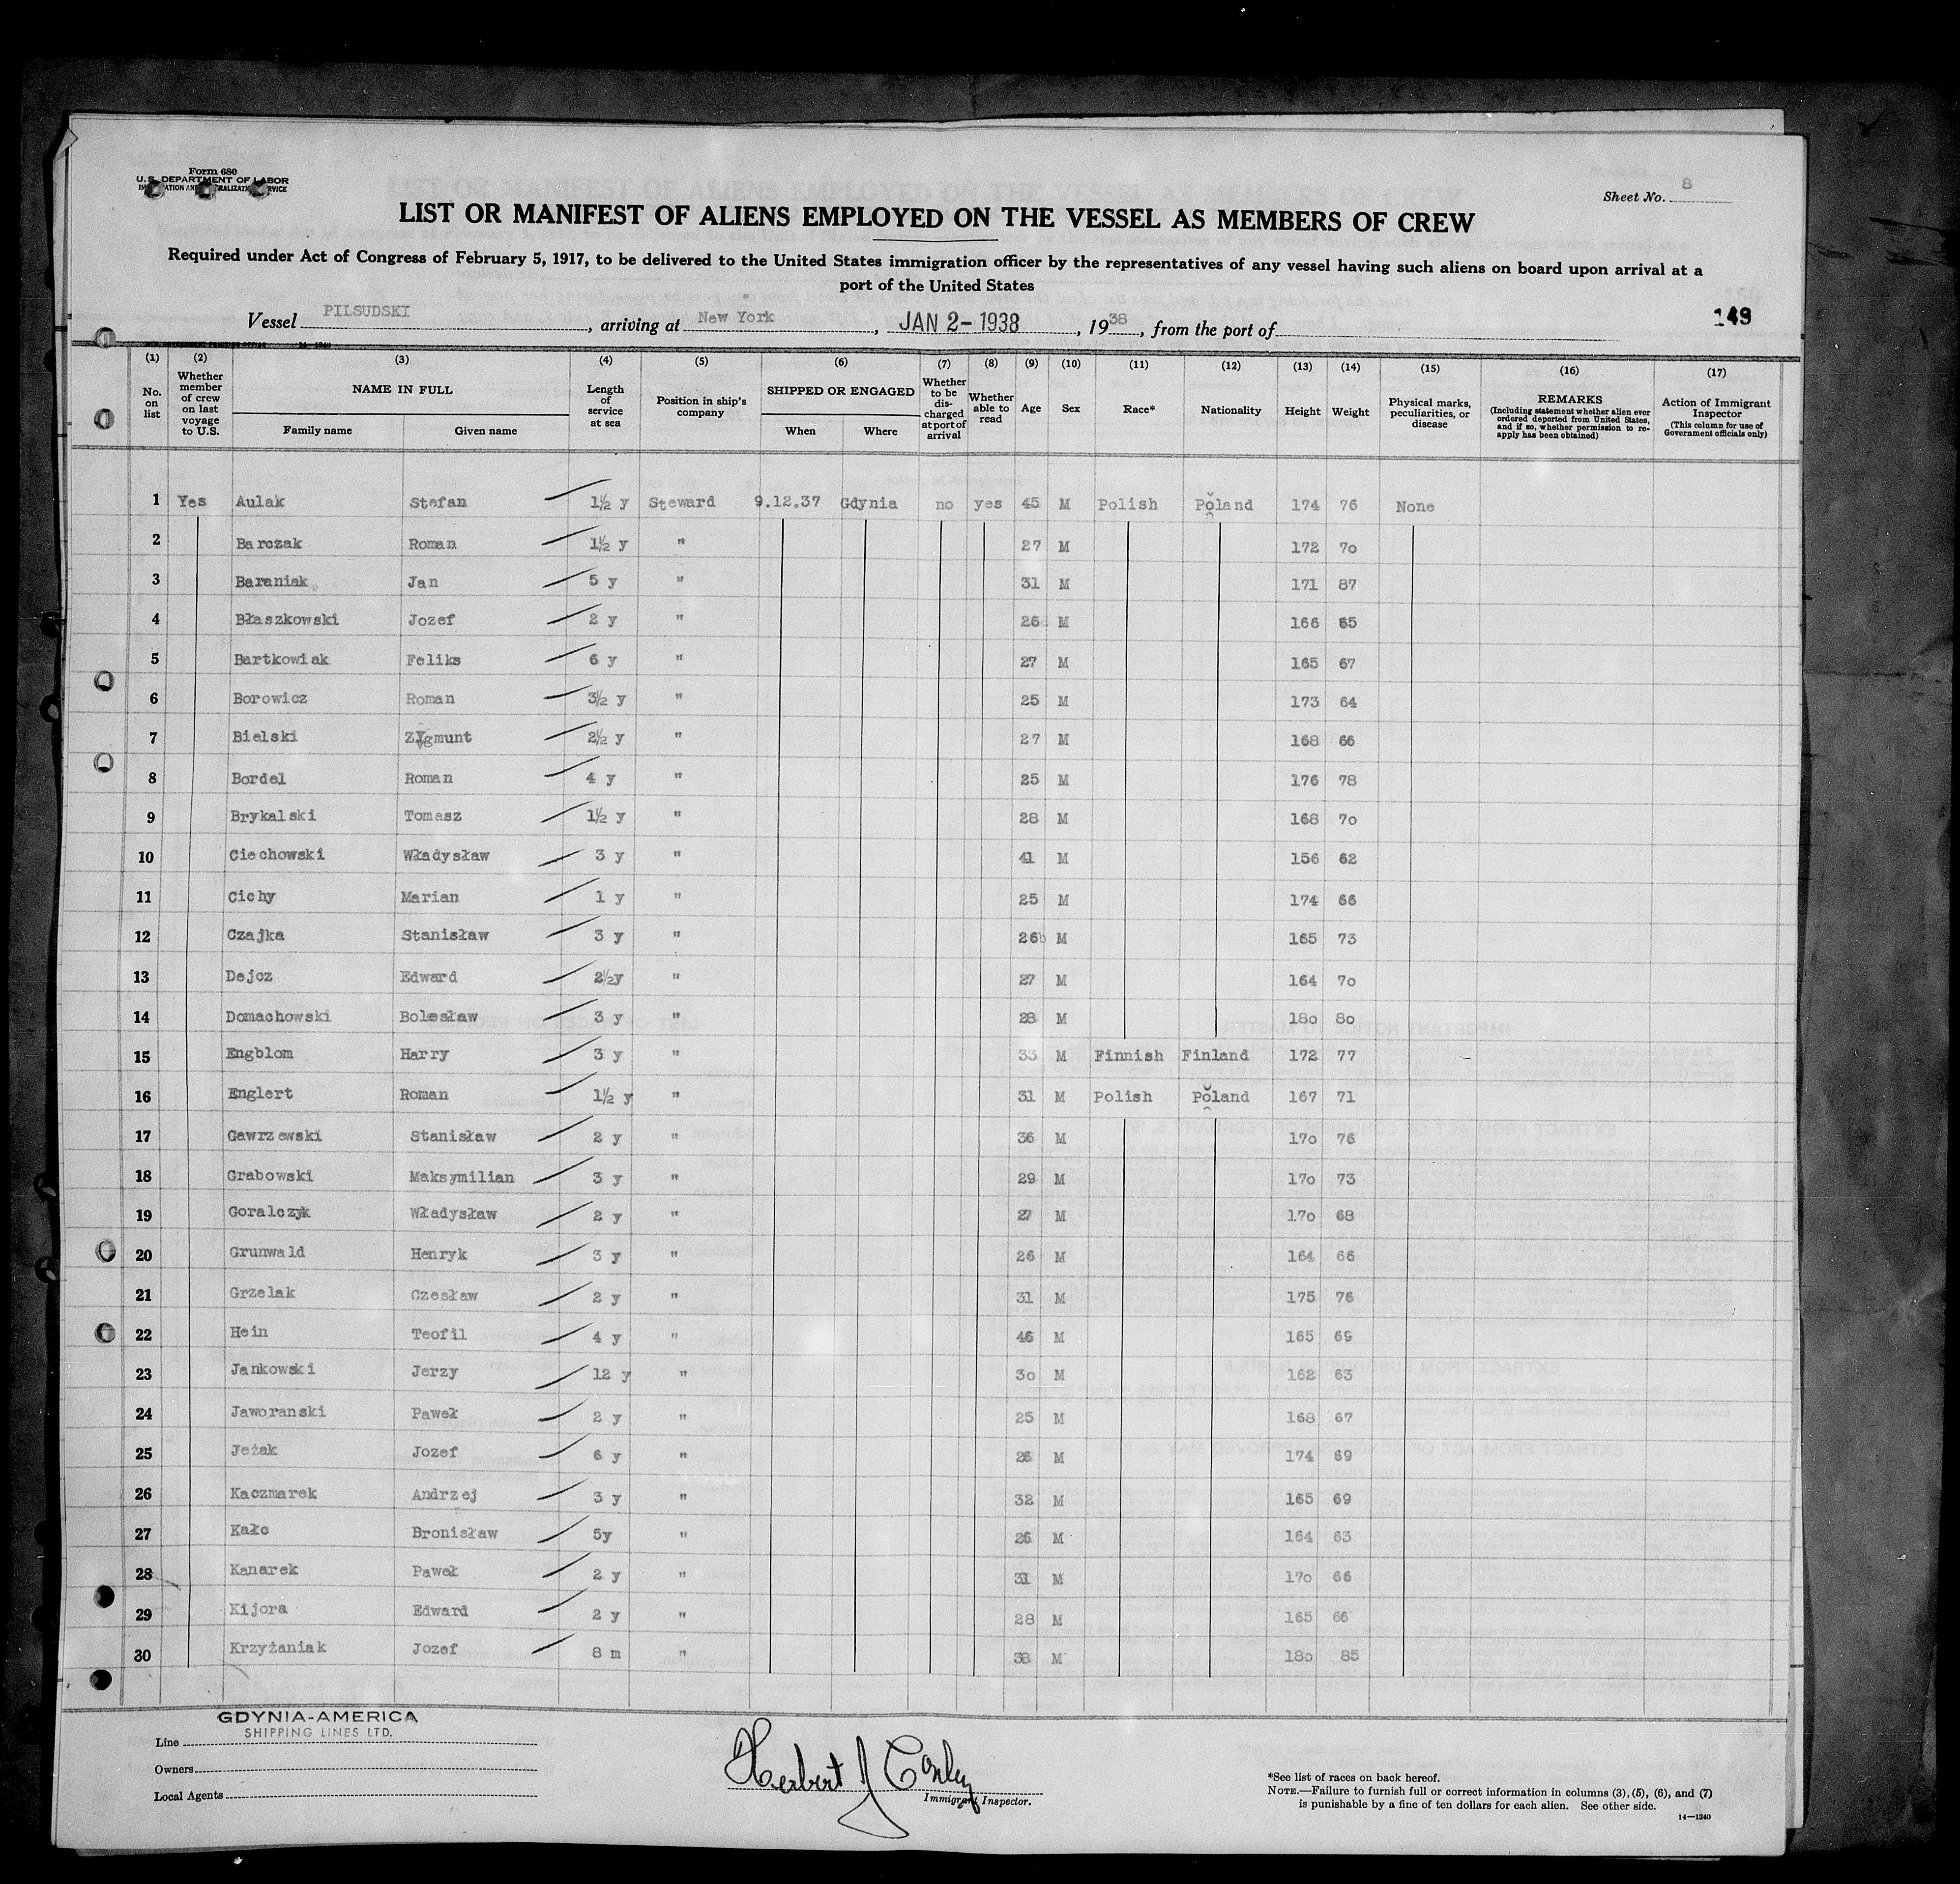 Form 680
U.S. DEPARTMENT OF LABOR
Sheet No. 8
LIST OR MANIFEST OF ALIENS EMPLOYED ON THE VESSEL AS MEMBERS OF CREW
Required under Act of Congress of February 5, 1917, to be delivered to the United States immigration officer by the representatives of any vessel having such aliens on board upon arrival at a
port of the United States
Vessel PILSUDSKI, arriving at New York, JAN 2-1938, 1938, from the port of
149
(1) (2) (3) (4) (5) (6) (7) (8) (9) (10) (11) (12) (13) (14) (15) (16) (17)
No. on list
Whether member of crew on last voyage to U.S.
NAME IN FULL
Family name Given name
Length of service at sea
Position in ship's company
SHIPPED OR ENGAGED
When Where
Whether to be discharged at port of arrival
Whether able to read
Age
Sex
Race*
Nationality
Height
Weight
Physical marks, peculiarities, or disease
REMARKS
(Including statement whether alien ever ordered deported from United States, and if so, whether permission to re-apply has been obtained)
Action of Immigrant Inspector
(This column for use of Government officials only)
1 Yes Aulak Stefan 1½ y Steward 9.12.37 Gdynia no yes 45 M Polish Poland 174 76 None
2 Barczak Roman 1½ y " 27 M 172 70
3 Baraniak Jan 5 y " 31 M 171 87
4 Błaszkowski Jozef 2 y " 26 M 166 65
5 Bartkowiak Feliks 6 y " 27 M 165 67
6 Borowicz Roman 3½ y " 25 M 173 64
7 Bielski Zygmunt 2½ y " 27 M 168 66
8 Bordel Roman 4 y " 25 M 176 78
9 Brykalski Tomasz 1½ y " 28 M 168 70
10 Ciechowski Władysław 3 y " 41 M 156 62
11 Cichy Marian 1 y " 25 M 174 66
12 Czajka Stanisław 3 y " 26 M 165 73
13 Dejcz Edward 2½y " 27 M 164 70
14 Domachowski Bolesław 3 y " 28 M 180 80
15 Engblom Harry 3 y " 33 M Finnish Finland 172 77
16 Englert Roman 1½ y " 31 M Polish Poland 167 71
17 Gawrzewski Stanisław 2 y " 36 M 170 76
18 Grabowski Maksymilian 3 y " 29 M 170 73
19 Goralczyk Władysław 2 y " 27 M 170 68
20 Grunwald Henryk 3 y " 26 M 164 66
21 Grzelak Czesław 2 y " 31 M 175 76
22 Hein Teofil 4 y " 46 M 165 69
23 Jankowski Jerzy 12 y " 30 M 162 63
24 Jaworanski Paweł 2 y " 25 M 168 67
25 Jeżak Jozef 6 y " 26 M 174 69
26 Kaczmarek Andrzej 3 y " 32 M 165 69
27 Kałc Bronisław 5y " 26 M 164 63
28 Kanarek Paweł 2 y " 31 M 170 66
29 Kijora Edward 2 y " 28 M 165 66
30 Krzyżaniak Jozef 8 m " 38 M 180 85
GDYNIA-AMERICA
SHIPPING LINES LTD.
Line
Owners
Local Agents
Herbert J Conley
Immigrant Inspector.
*See list of races on back hereof.
NOTE.—Failure to furnish full or correct information in columns (3), (5), (6), and (7)
is punishable by a fine of ten dollars for each alien. See other side.
14—1240